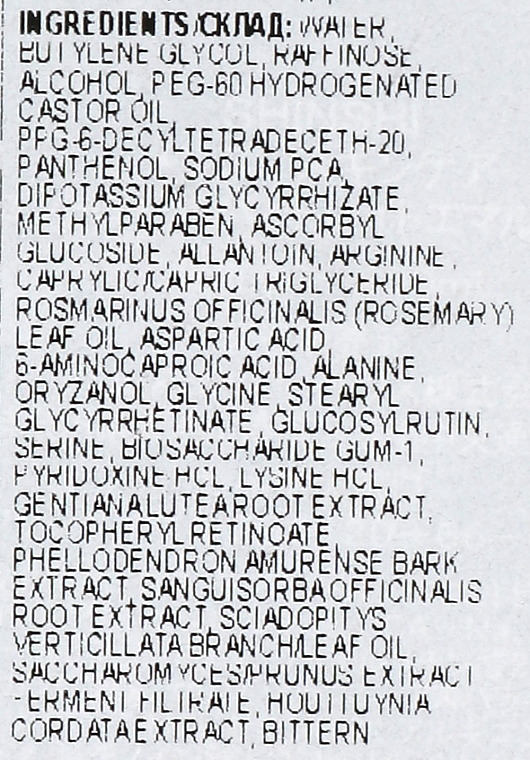 INGREDIENTS/СКЛАД: WATER,
BUTYLENE GLYCOL, RAFFINOSE,
ALCOHOL, PEG-60 HYDROGENATED
CASTOR OIL,
PPG-6-DECYLTETRADECETH-20,
PANTHENOL, SODIUM PCA,
DIPOTASSIUM GLYCYRRHIZATE,
METHYLPARABEN, ASCORBYL
GLUCOSIDE, ALLANTOIN, ARGININE,
CAPRYLIC/CAPRIC TRIGLYCERIDE,
ROSMARINUS OFFICINALIS (ROSEMARY)
LEAF OIL, ASPARTIC ACID,
6-AMINOCAPROIC ACID, ALANINE,
ORYZANOL, GLYCINE, STEARYL
GLYCYRRHETINATE, GLUCOSYLRUTIN,
SERINE, BIOSACCHARIDE GUM-1,
PYRIDOXINE HCL, LYSINE HCL,
GENTIANA LUTEA ROOT EXTRACT,
TOCOPHERYL RETINOATE,
PHELLODENDRON AMURENSE BARK
EXTRACT, SANGUISORBA OFFICINALIS
ROOT EXTRACT, SCIADOPITYS
VERTICILLATA BRANCH/LEAF OIL,
SACCHAROMYCES/PRUNUS EXTRACT
FERMENT FILTRATE, HOUTTUYNIA
CORDATA EXTRACT, BITTERN